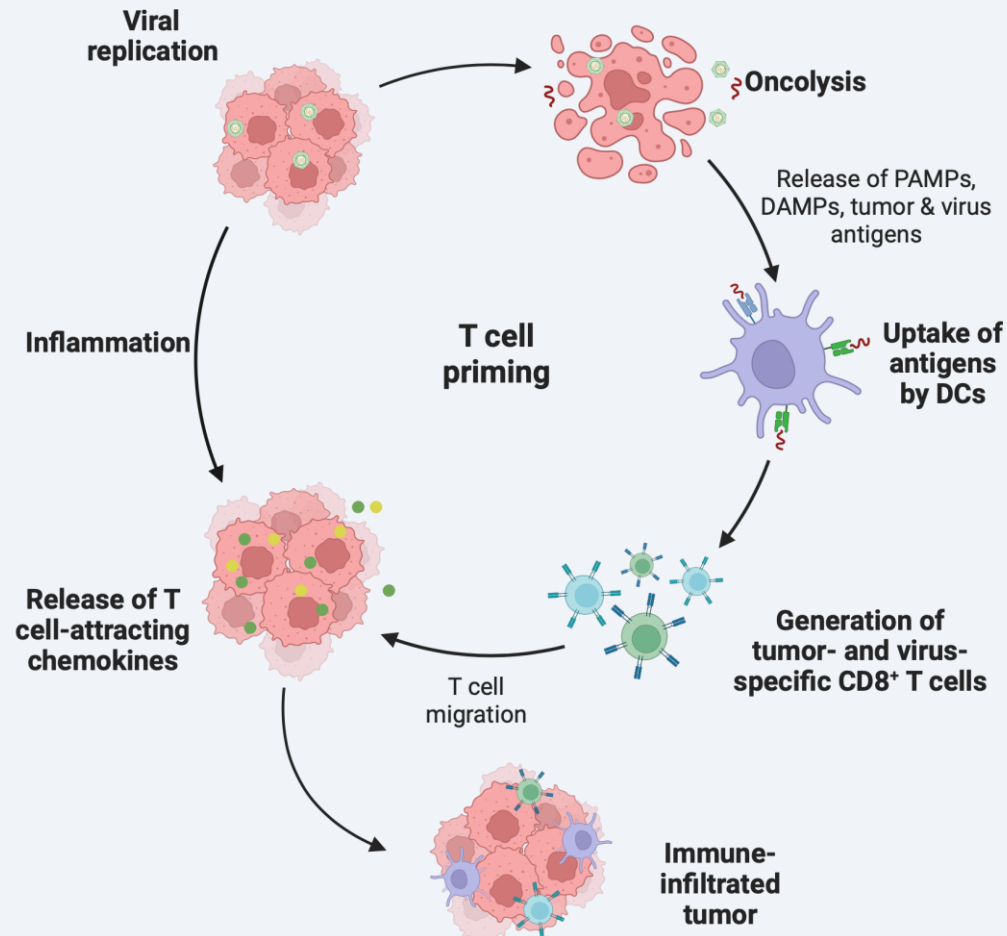 Viral
replication
Oncolysis
Release of PAMPs,
DAMPs, tumor & virus
antigens
Inflammation
T cell
priming
Uptake of
antigens
by DCs
Release of T
cell-attracting
chemokines
T cell
migration
Generation of
tumor- and virus-
specific CD8⁺ T cells
Immune-
infiltrated
tumor